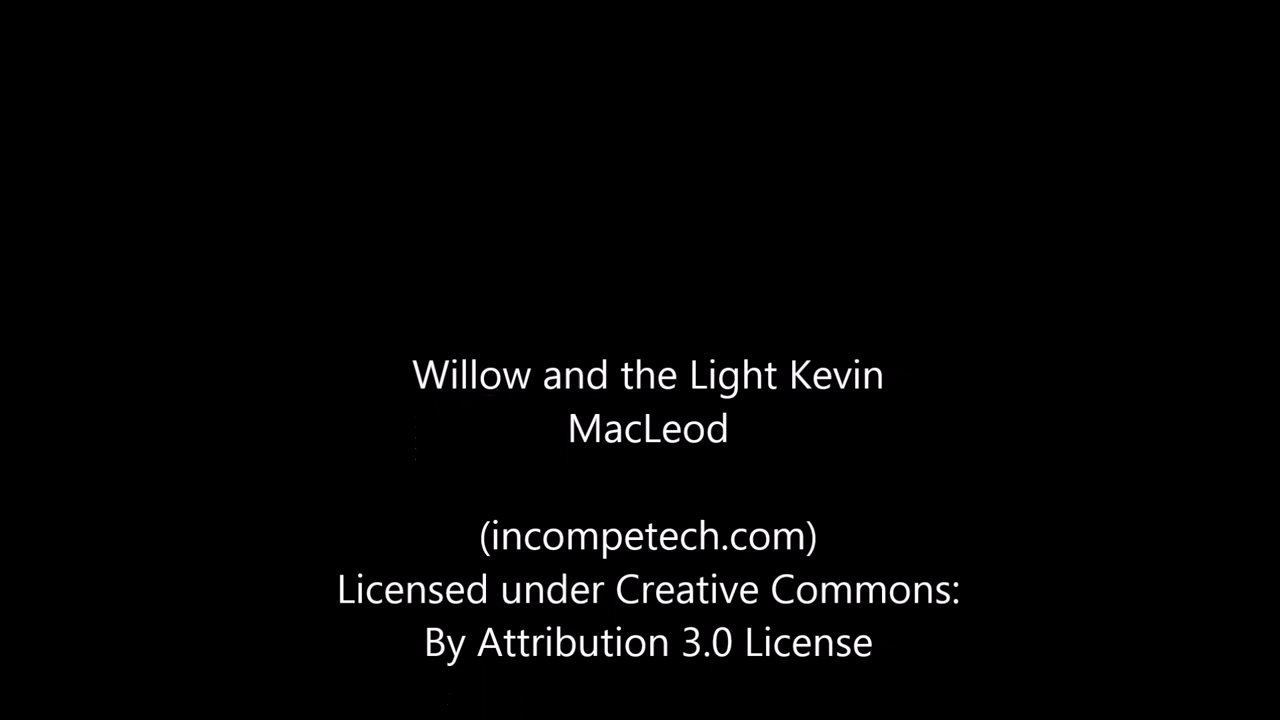 Willow and the Light Kevin
MacLeod
(incompetech.com)
Licensed under Creative Commons:
By Attribution 3.0 License